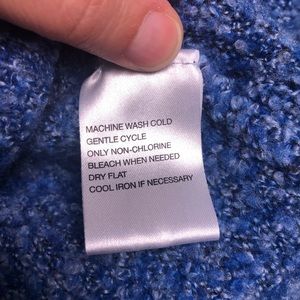 MACHINE WASH COLD
GENTLE CYCLE
ONLY NON-CHLORINE
BLEACH WHEN NEEDED
DRY FLAT
COOL IRON IF NECESSARY